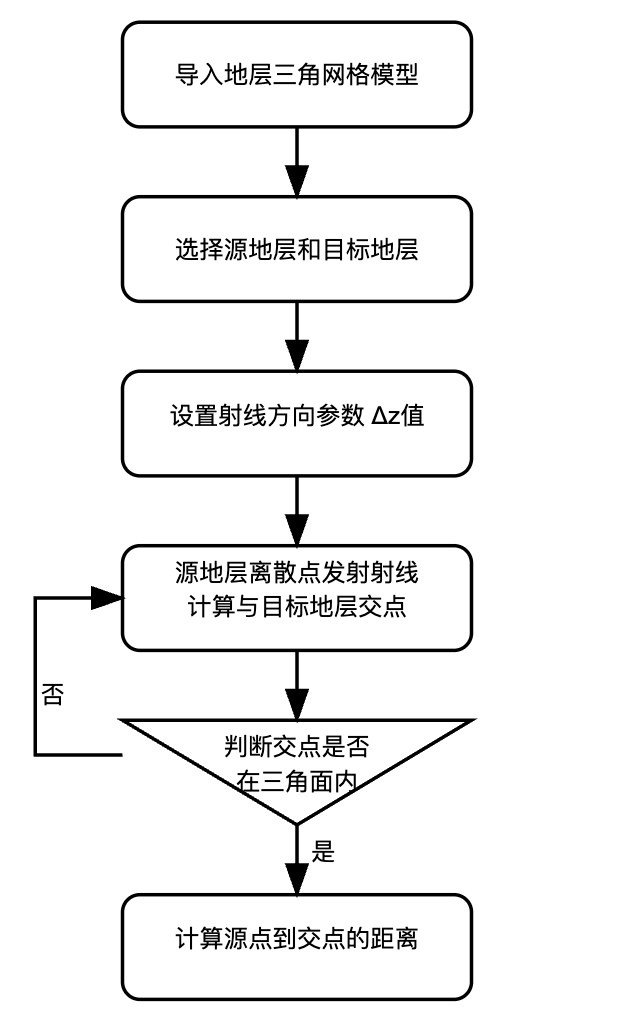 导入地层三角网格模型
选择源地层和目标地层
设置射线方向参数 Δz值
源地层离散点发射射线
计算与目标地层交点
否
判断交点是否
在三角面内
是
计算源点到交点的距离